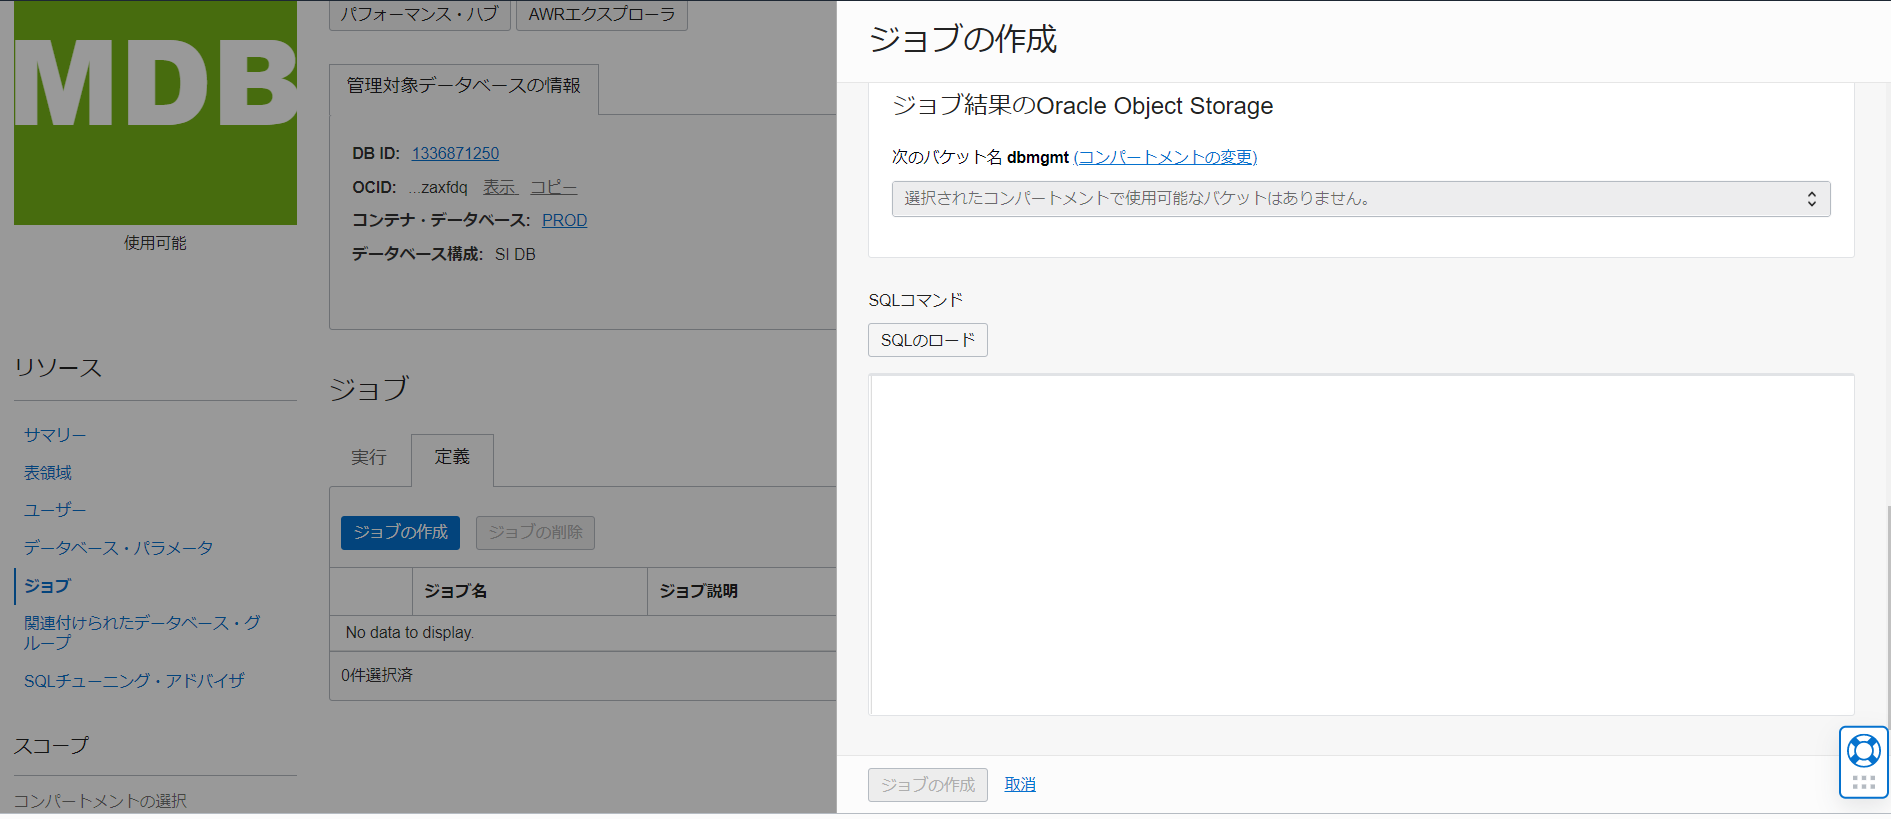 MDB
使用可能
リソース
サマリー
表領域
ユーザー
データベース・パラメータ
ジョブ
関連付けられたデータベース・グ
ループ
SQLチューニング・アドバイザ
スコープ
コンパートメントの選択
パフォーマンス・ハブ
AWRエクスプローラ
管理対象データベースの情報
DB ID: 1336871250
OCID: ...zaxfdq 表示 コピー
コンテナ・データベース: PROD
データベース構成: SI DB
ジョブ
実行
定義
ジョブの作成
ジョブの削除
ジョブ名
ジョブ説明
No data to display.
0件選択済
ジョブの作成
ジョブ結果のOracle Object Storage
次のバケット名 dbmgmt (コンパートメントの変更)
選択されたコンパートメントで使用可能なバケットはありません。
SQLコマンド
SQLのロード
ジョブの作成
取消